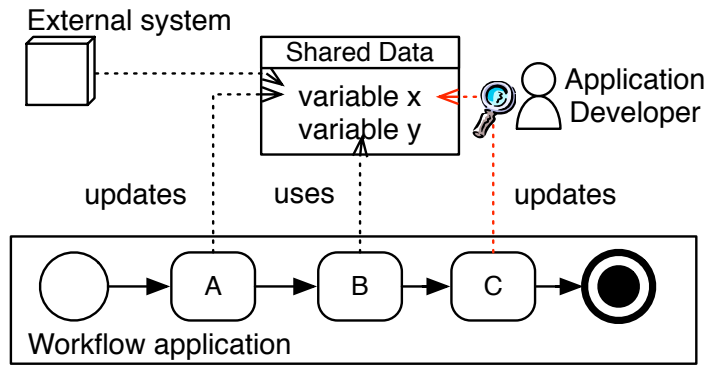 External system
Shared Data
variable x
variable y
Application
Developer
updates
uses
updates
A
B
C
Workflow application